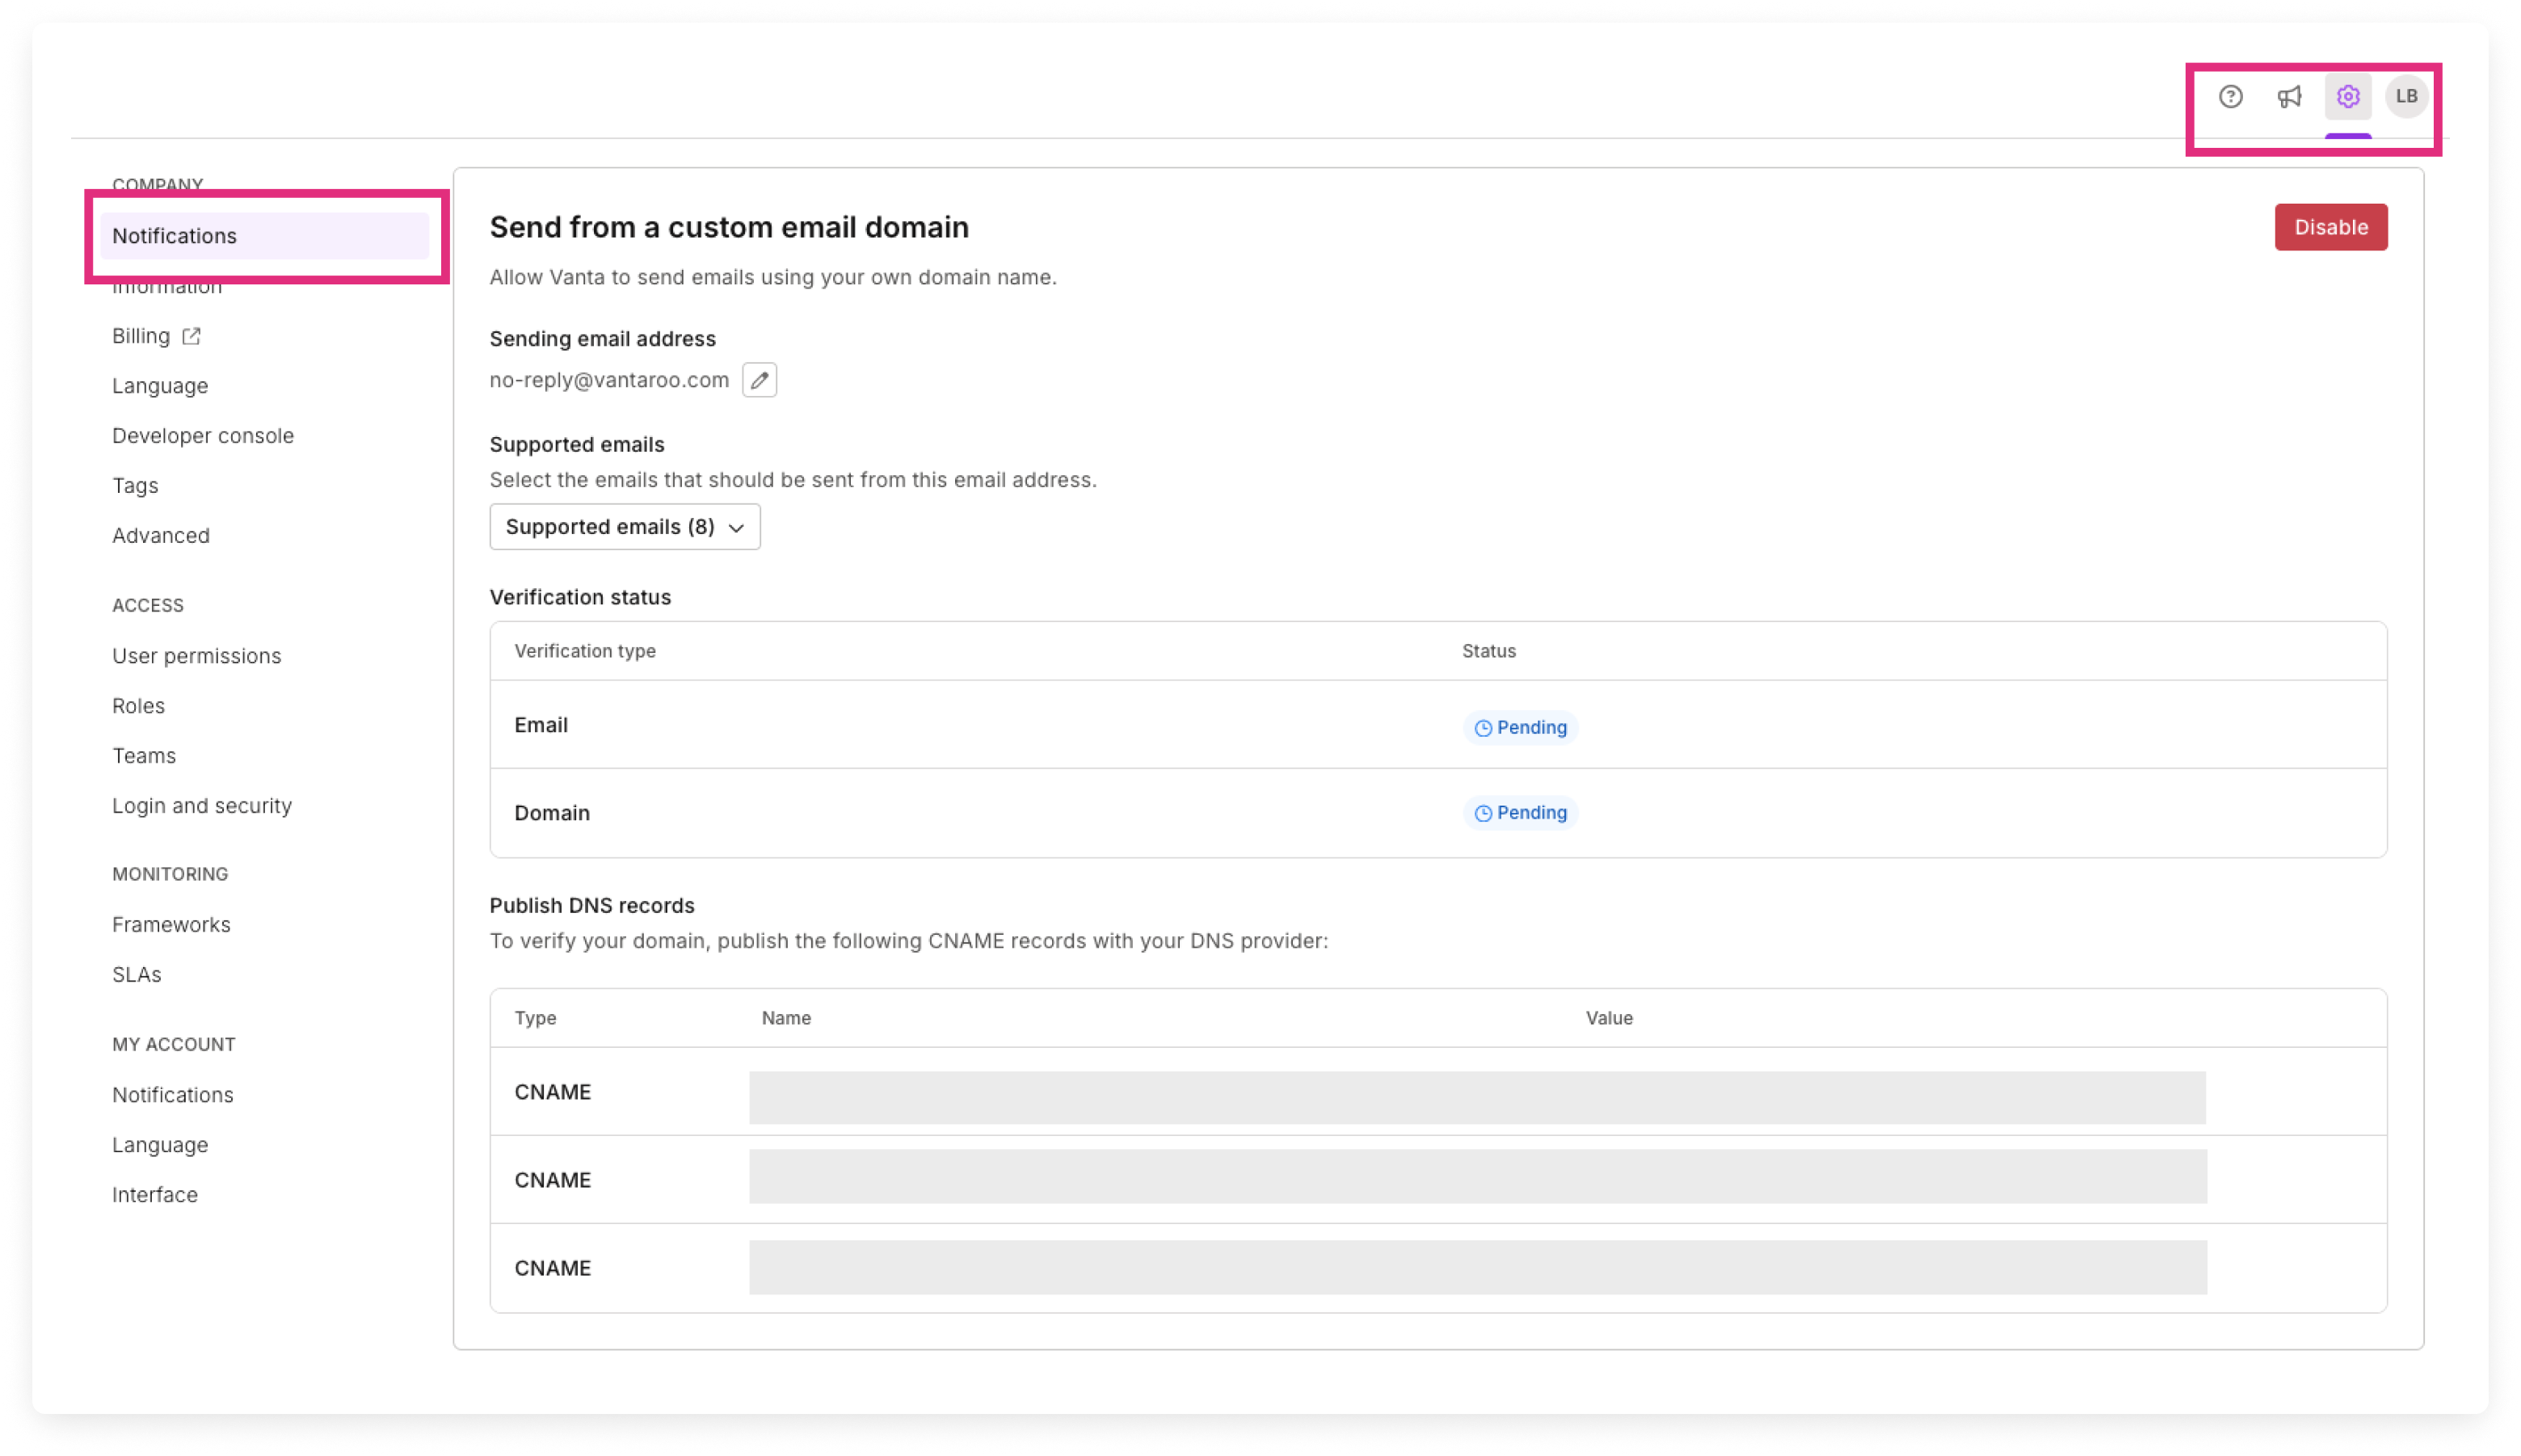 LB
COMPANY
Notifications
Information
Billing
Language
Developer console
Tags
Advanced
ACCESS
User permissions
Roles
Teams
Login and security
MONITORING
Frameworks
SLAs
MY ACCOUNT
Notifications
Language
Interface
Send from a custom email domain
Disable
Allow Vanta to send emails using your own domain name.
Sending email address
no-reply@vantaroo.com
Supported emails
Select the emails that should be sent from this email address.
Supported emails (8)
Verification status
Verification type Status
Email Pending
Domain Pending
Publish DNS records
To verify your domain, publish the following CNAME records with your DNS provider:
Type Name Value
CNAME
CNAME
CNAME